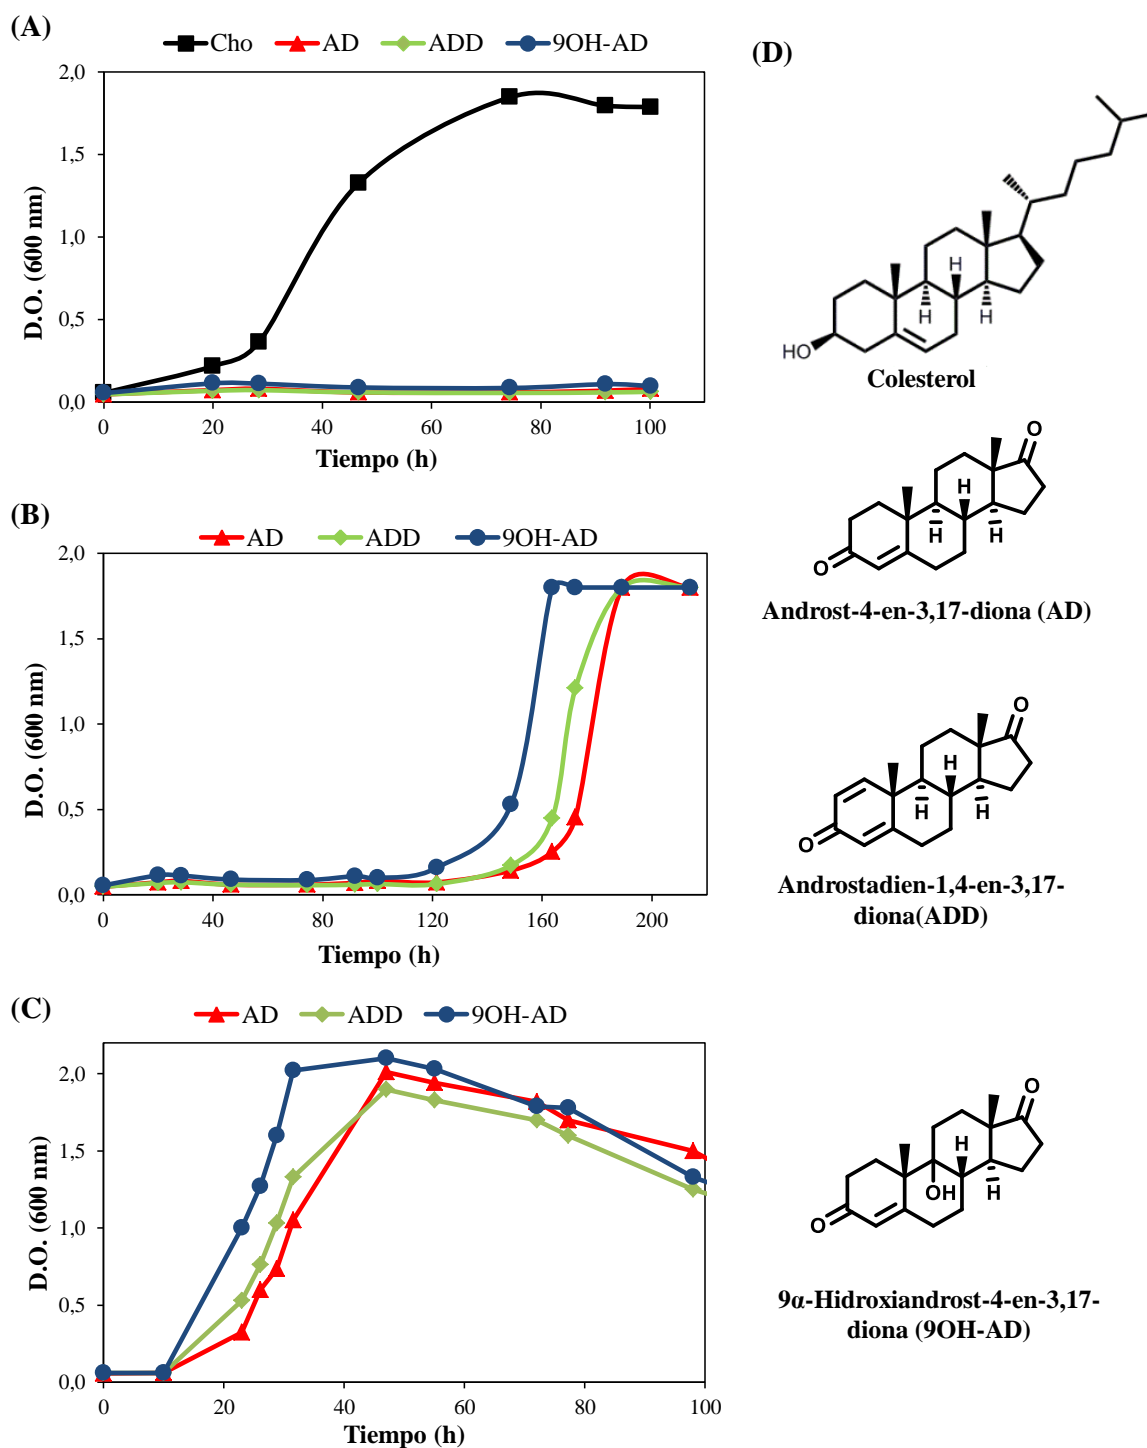 (A)
Cho AD ADD 9OH-AD
2,0
1,5
1,0
0,5
0,0
0 20 40 60 80 100
D.O. (600 nm)
Tiempo (h)
(B)
AD ADD 9OH-AD
2,0
1,5
1,0
0,5
0,0
0 40 80 120 160 200
D.O. (600 nm)
Tiempo (h)
(C)
AD ADD 9OH-AD
2,0
1,5
1,0
0,5
0,0
0 20 40 60 80 100
D.O. (600 nm)
Tiempo (h)
(D)
H
H
H
HO
Colesterol
O
H
H
H
O
Androst-4-en-3,17-diona (AD)
O
H
H
H
O
Androstadien-1,4-en-3,17-
diona(ADD)
O
H
OH
H
O
9α-Hidroxiandrost-4-en-3,17-
diona (9OH-AD)